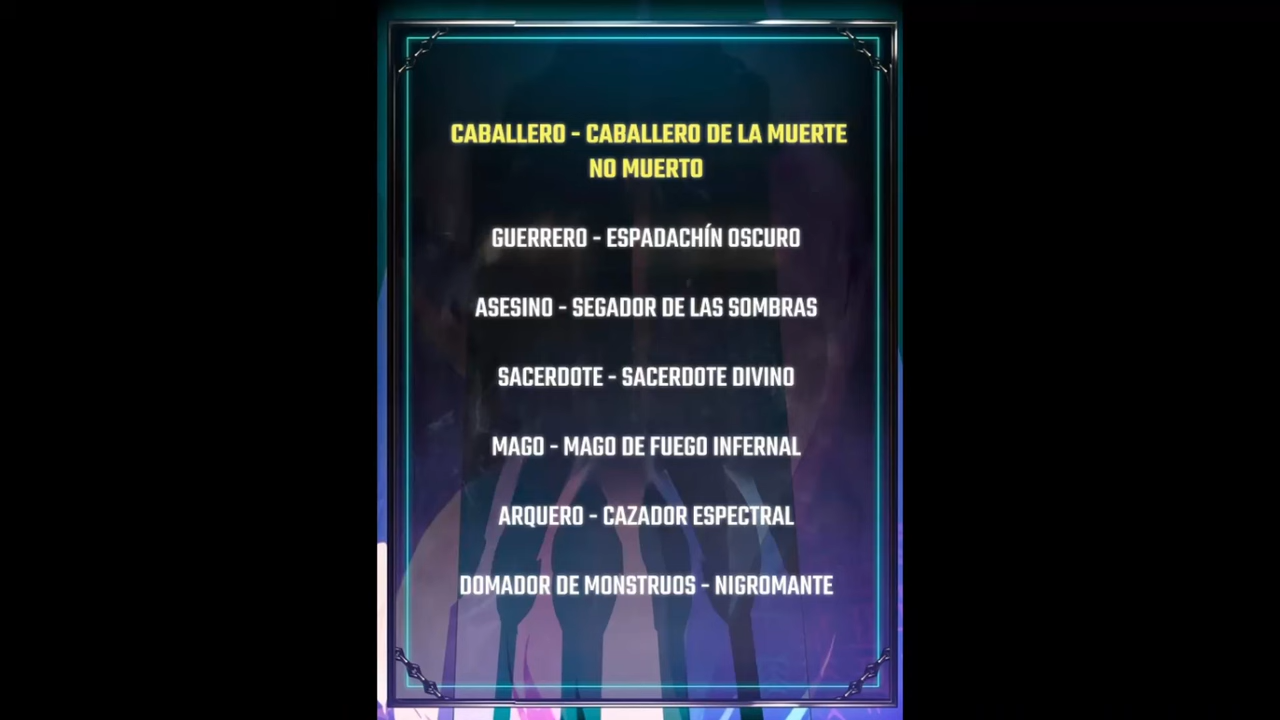 CABALLERO - CABALLERO DE LA MUERTE
NO MUERTO
GUERRERO - ESPADACHÍN OSCURO
ASESINO - SEGADOR DE LAS SOMBRAS
SACERDOTE - SACERDOTE DIVINO
MAGO - MAGO DE FUEGO INFERNAL
ARQUERO - CAZADOR ESPECTRAL
DOMADOR DE MONSTRUOS - NIGROMANTE